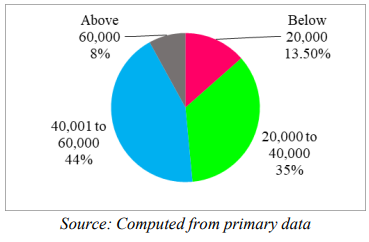 Above
60,000
8%
Below
20,000
13.50%
40,001 to
60,000
44%
20,000 to
40,000
35%
Source: Computed from primary data